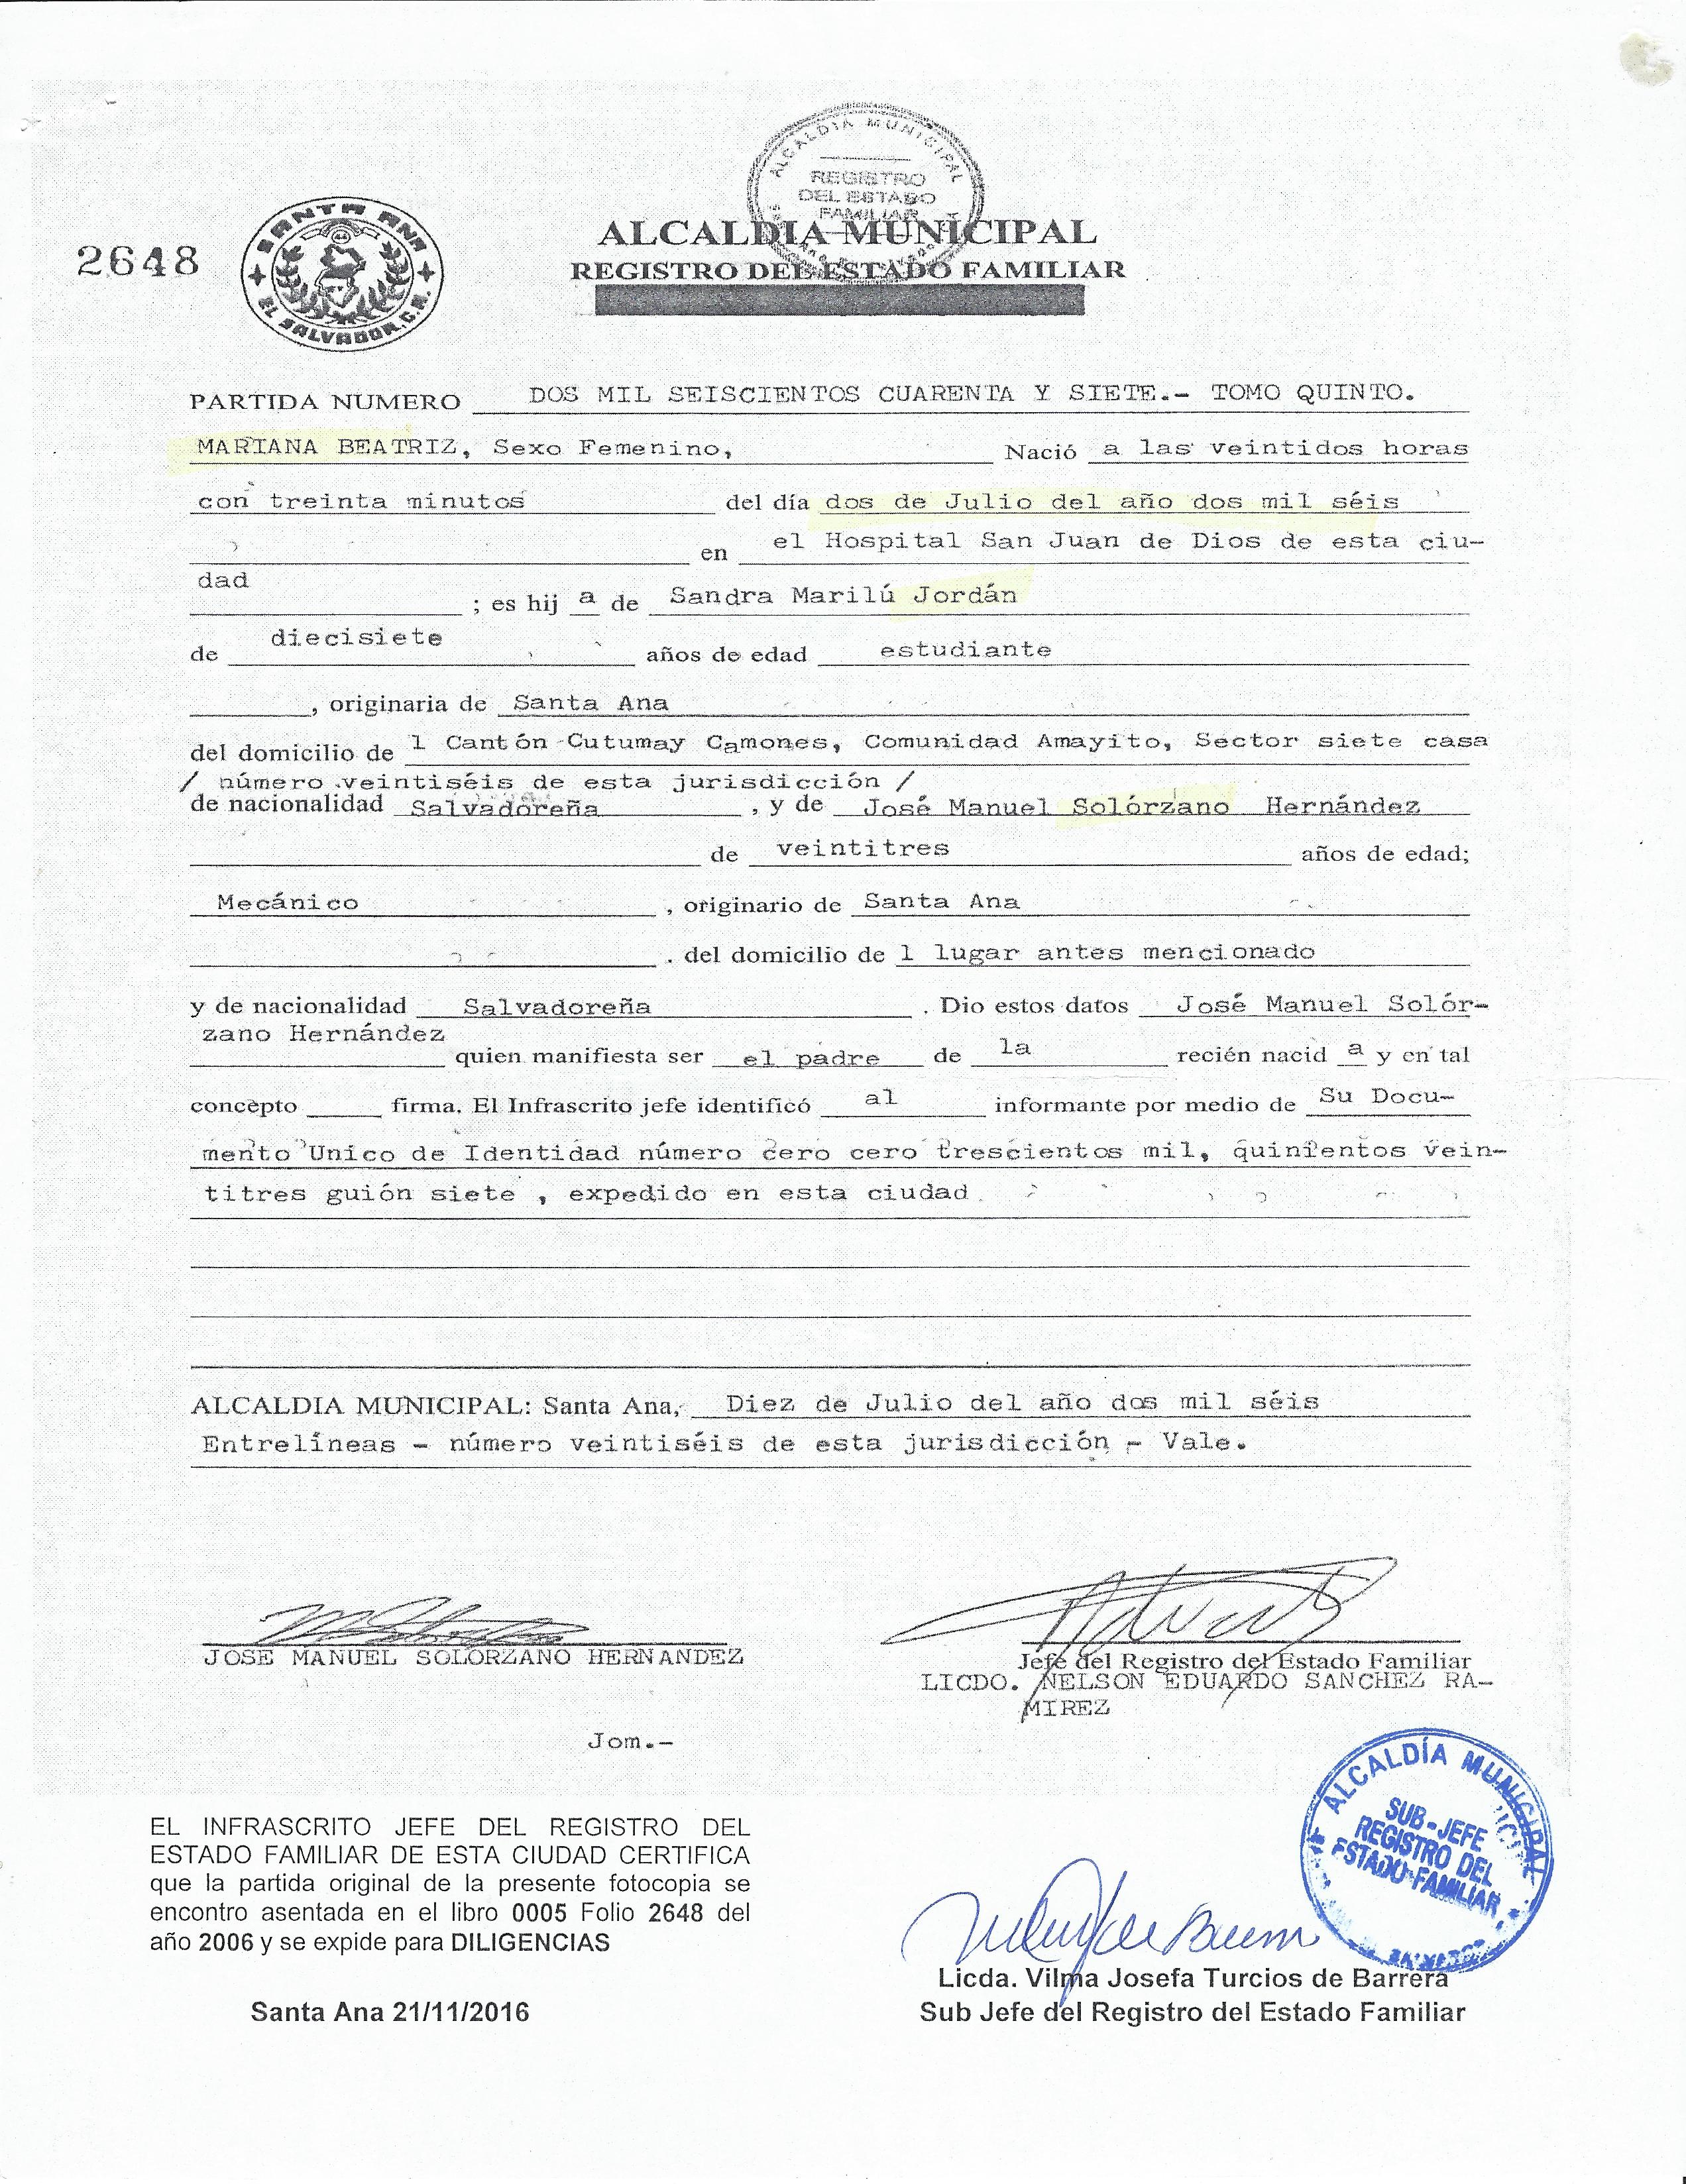 ALCALDIA MUNICIPAL
REGISTRO
DEL ESTADO
FAMILIAR
2648
SANTA ANA
EL SALVADOR, C.A.
ALCALDIA MUNICIPAL
REGISTRO DEL ESTADO FAMILIAR
PARTIDA NUMERO DOS MIL SEISCIENTOS CUARENTA Y SIETE.- TOMO QUINTO.
MARIANA BEATRIZ, Sexo Femenino, Nació a las veintidos horas
con treinta minutos del día dos de Julio del año dos mil séis
en el Hospital San Juan de Dios de esta ciu-
dad ; es hij a de Sandra Marilú Jordán
de diecisiete años de edad estudiante
, originaria de Santa Ana
del domicilio de l Cantón Cutumay Camones, Comunidad Amayito, Sector siete casa
/ número veintiséis de esta jurisdicción /
de nacionalidad Salvadoreña , y de José Manuel Solórzano Hernández
de veintitres años de edad;
Mecánico , originario de Santa Ana
. del domicilio de l lugar antes mencionado
y de nacionalidad Salvadoreña . Dio estos datos José Manuel Solór-
zano Hernández quien manifiesta ser el padre de la recién nacid a y en tal
concepto firma. El Infrascrito jefe identificó al informante por medio de Su Docu-
mento Unico de Identidad número cero cero trescientos mil, quinientos vein-
titres guión siete , expedido en esta ciudad
ALCALDIA MUNICIPAL: Santa Ana, Diez de Julio del año dos mil séis
Entrelíneas - número veintiséis de esta jurisdicción - Vale.
JOSE MANUEL SOLORZANO HERNANDEZ
Jefe del Registro del Estado Familiar
LICDO. NELSON EDUARDO SANCHEZ RA-
MIREZ
Jom.-
EL INFRASCRITO JEFE DEL REGISTRO DEL
ESTADO FAMILIAR DE ESTA CIUDAD CERTIFICA
que la partida original de la presente fotocopia se
encontro asentada en el libro 0005 Folio 2648 del
año 2006 y se expide para DILIGENCIAS
Santa Ana 21/11/2016
ALCALDÍA MUNICIPAL
SUB-JEFE
REGISTRO DEL
ESTADO FAMILIAR
Licda. Vilma Josefa Turcios de Barrera
Sub Jefe del Registro del Estado Familiar